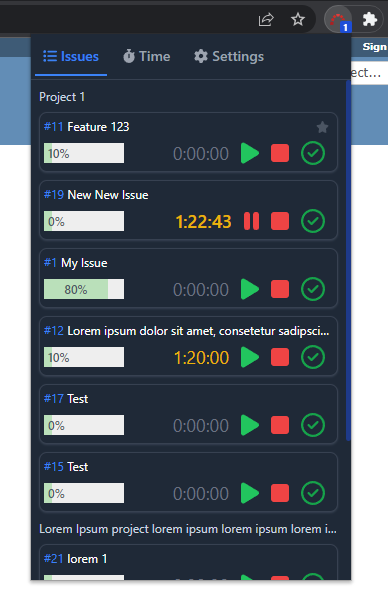 1
Sign
ect...
Issues Time Settings
Project 1
#11 Feature 123
10% 0:00:00
#19 New New Issue
0% 1:22:43
#1 My Issue
80% 0:00:00
#12 Lorem ipsum dolor sit amet, consetetur sadipsci...
10% 1:20:00
#17 Test
0% 0:00:00
#15 Test
0% 0:00:00
Lorem Ipsum project lorem ipsum lorem ipsum lorem i...
#21 lorem 1